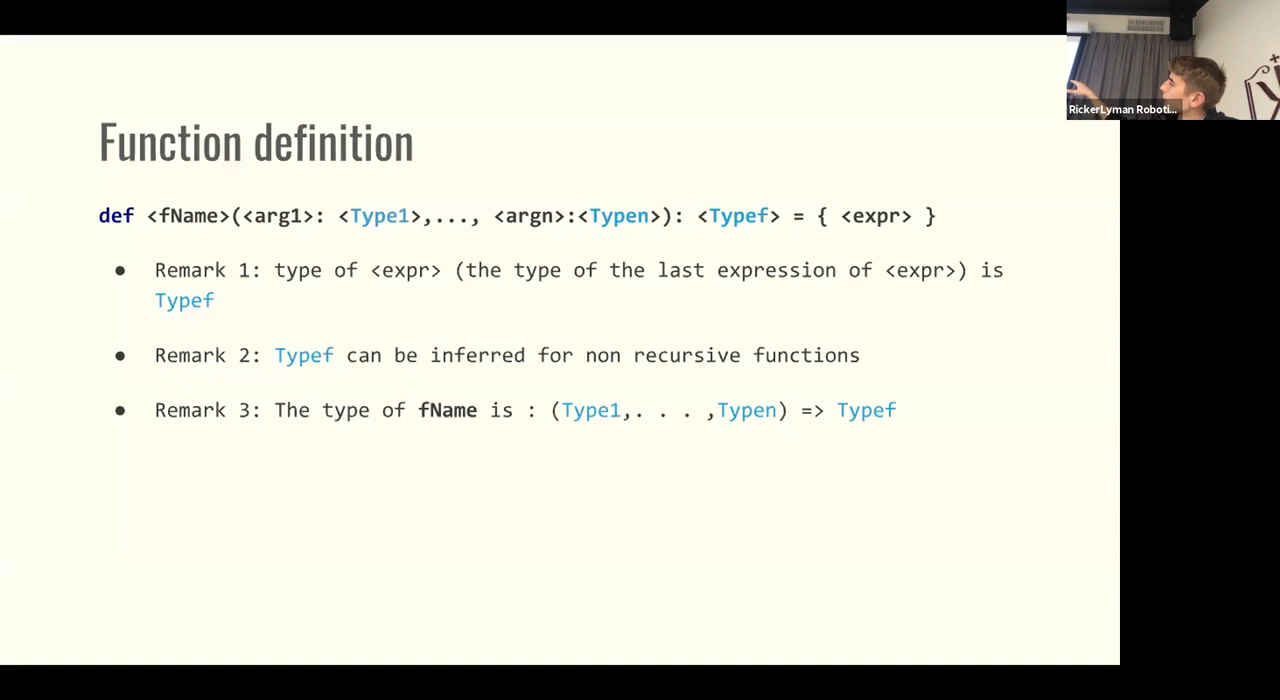 RickerLyman Roboti...
Function definition
def <fName>(<arg1>: <Type1>,..., <argn>:<Typen>): <Typef> = { <expr> }
● Remark 1: type of <expr> (the type of the last expression of <expr>) is
Typef
● Remark 2: Typef can be inferred for non recursive functions
● Remark 3: The type of fName is : (Type1,. . . ,Typen) => Typef